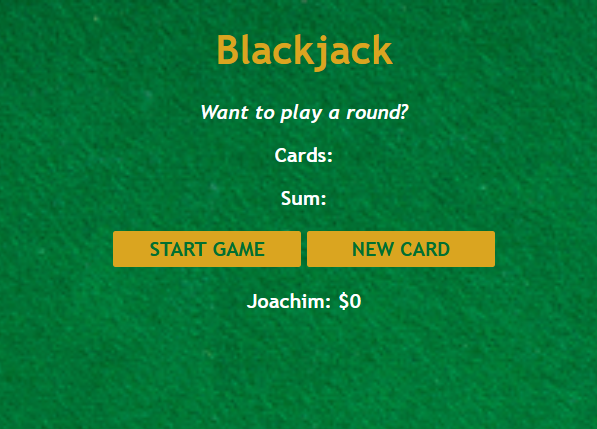 Blackjack
Want to play a round?
Cards:
Sum:
START GAME NEW CARD
Joachim: $0